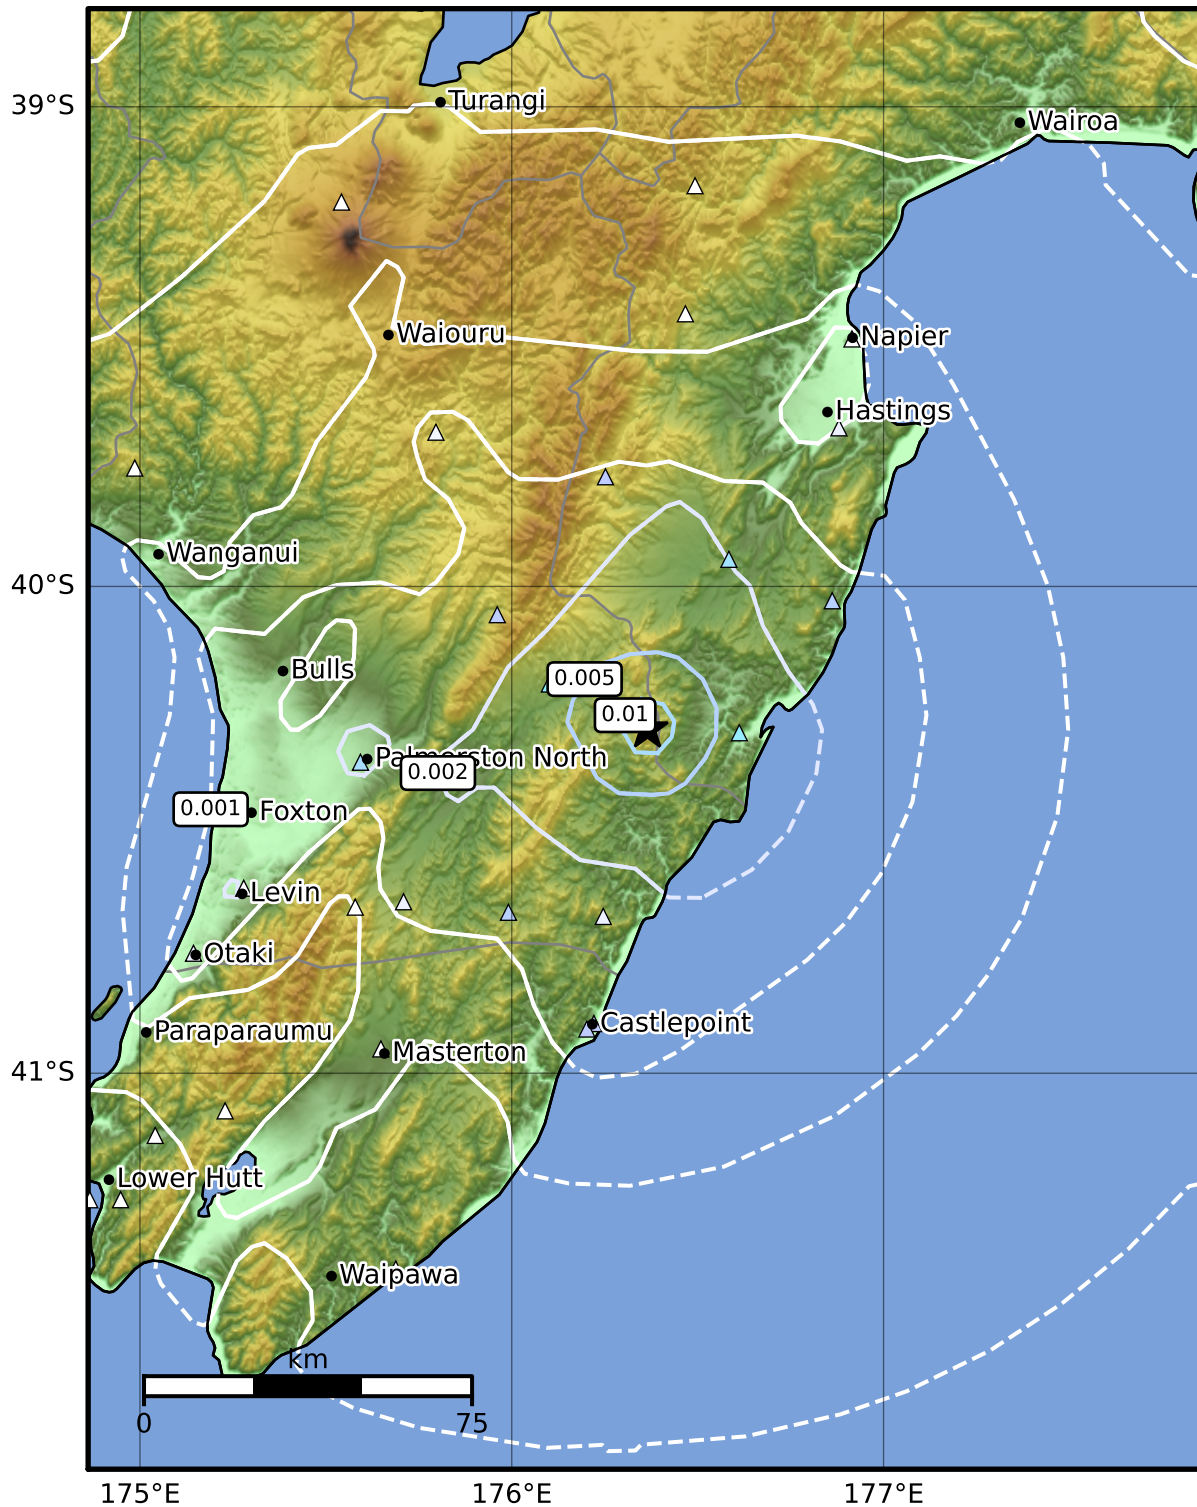 39°S
Turangi
Wairoa
Waiouru
Napier
Hastings
Wanganui
40°S
Bulls
0.005
0.01
Palmerston North
0.002
0.001
Foxton
Levin
Otaki
Castlepoint
Paraparaumu
Masterton
41°S
Lower Hutt
Waipawa
km
0
75
175°E
176°E
177°E